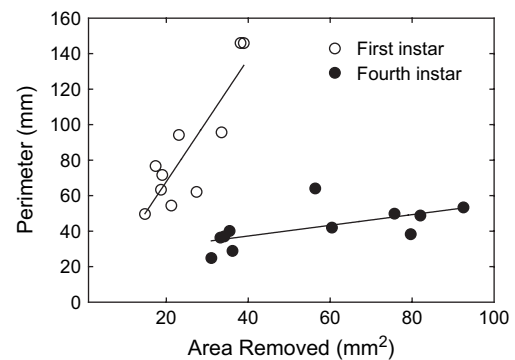 160
140
120
100
80
60
40
20
0
Perimeter (mm)
First instar
Fourth instar
20 40 60 80 100
Area Removed (mm²)